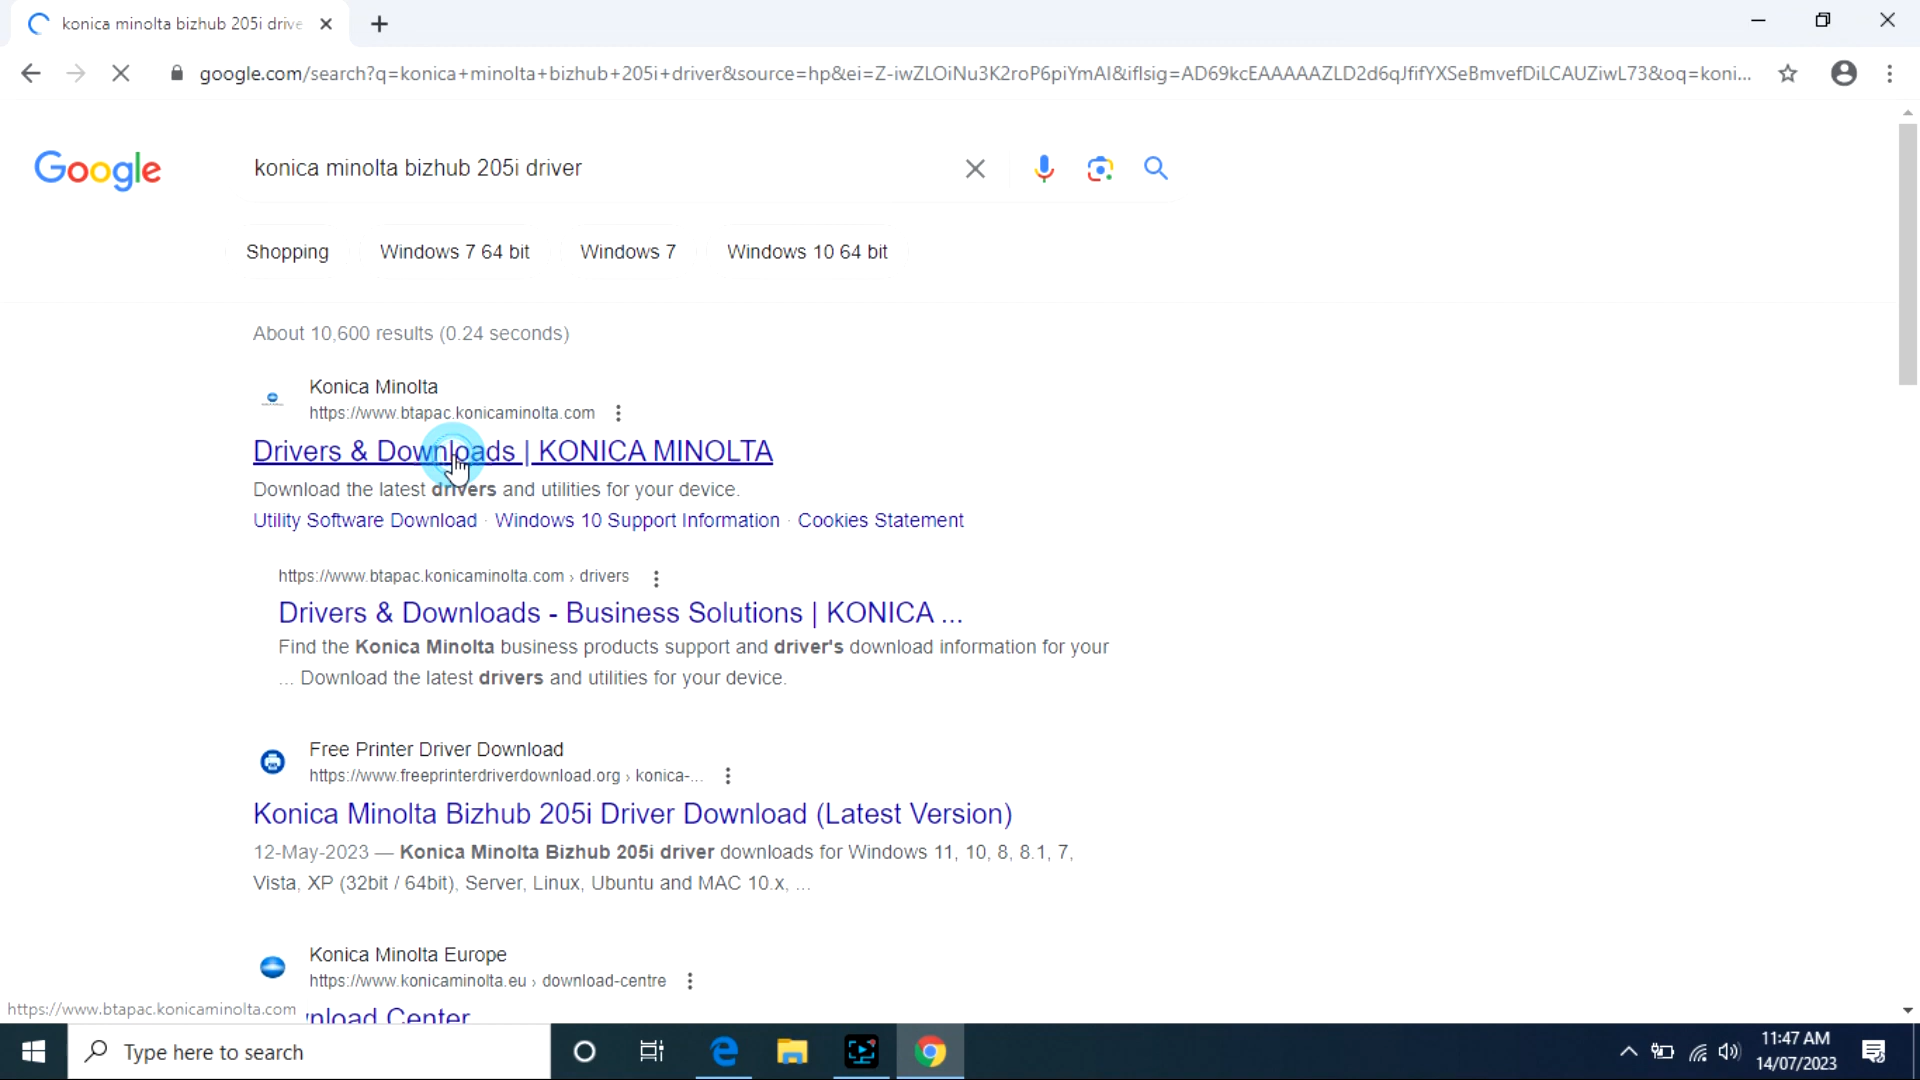 konica minolta bizhub 205i drive
google.com/search?q=konica+minolta+bizhub+205i+driver&source=hp&ei=Z-iwZLOiNu3K2roP6piYmAI&iflsig=AD69kcEAAAAAZLD2d6qJfifYXSeBmvefDiLCAUZiwL73&oq=koni...
Google
konica minolta bizhub 205i driver
Shopping
Windows 7 64 bit
Windows 7
Windows 10 64 bit
About 10,600 results (0.24 seconds)
Konica Minolta
https://www.btapac.konicaminolta.com
Drivers & Downloads | KONICA MINOLTA
Download the latest drivers and utilities for your device.
Utility Software Download · Windows 10 Support Information · Cookies Statement
https://www.btapac.konicaminolta.com › drivers
Drivers & Downloads - Business Solutions | KONICA ...
Find the Konica Minolta business products support and driver's download information for your
... Download the latest drivers and utilities for your device.
Free Printer Driver Download
https://www.freeprinterdriverdownload.org › konica-...
Konica Minolta Bizhub 205i Driver Download (Latest Version)
12-May-2023 — Konica Minolta Bizhub 205i driver downloads for Windows 11, 10, 8, 8.1, 7,
Vista, XP (32bit / 64bit), Server, Linux, Ubuntu and MAC 10.x, ...
Konica Minolta Europe
https://www.konicaminolta.eu › download-centre
https://www.btapac.konicaminolta.com
nload Center
Type here to search
11:47 AM
14/07/2023